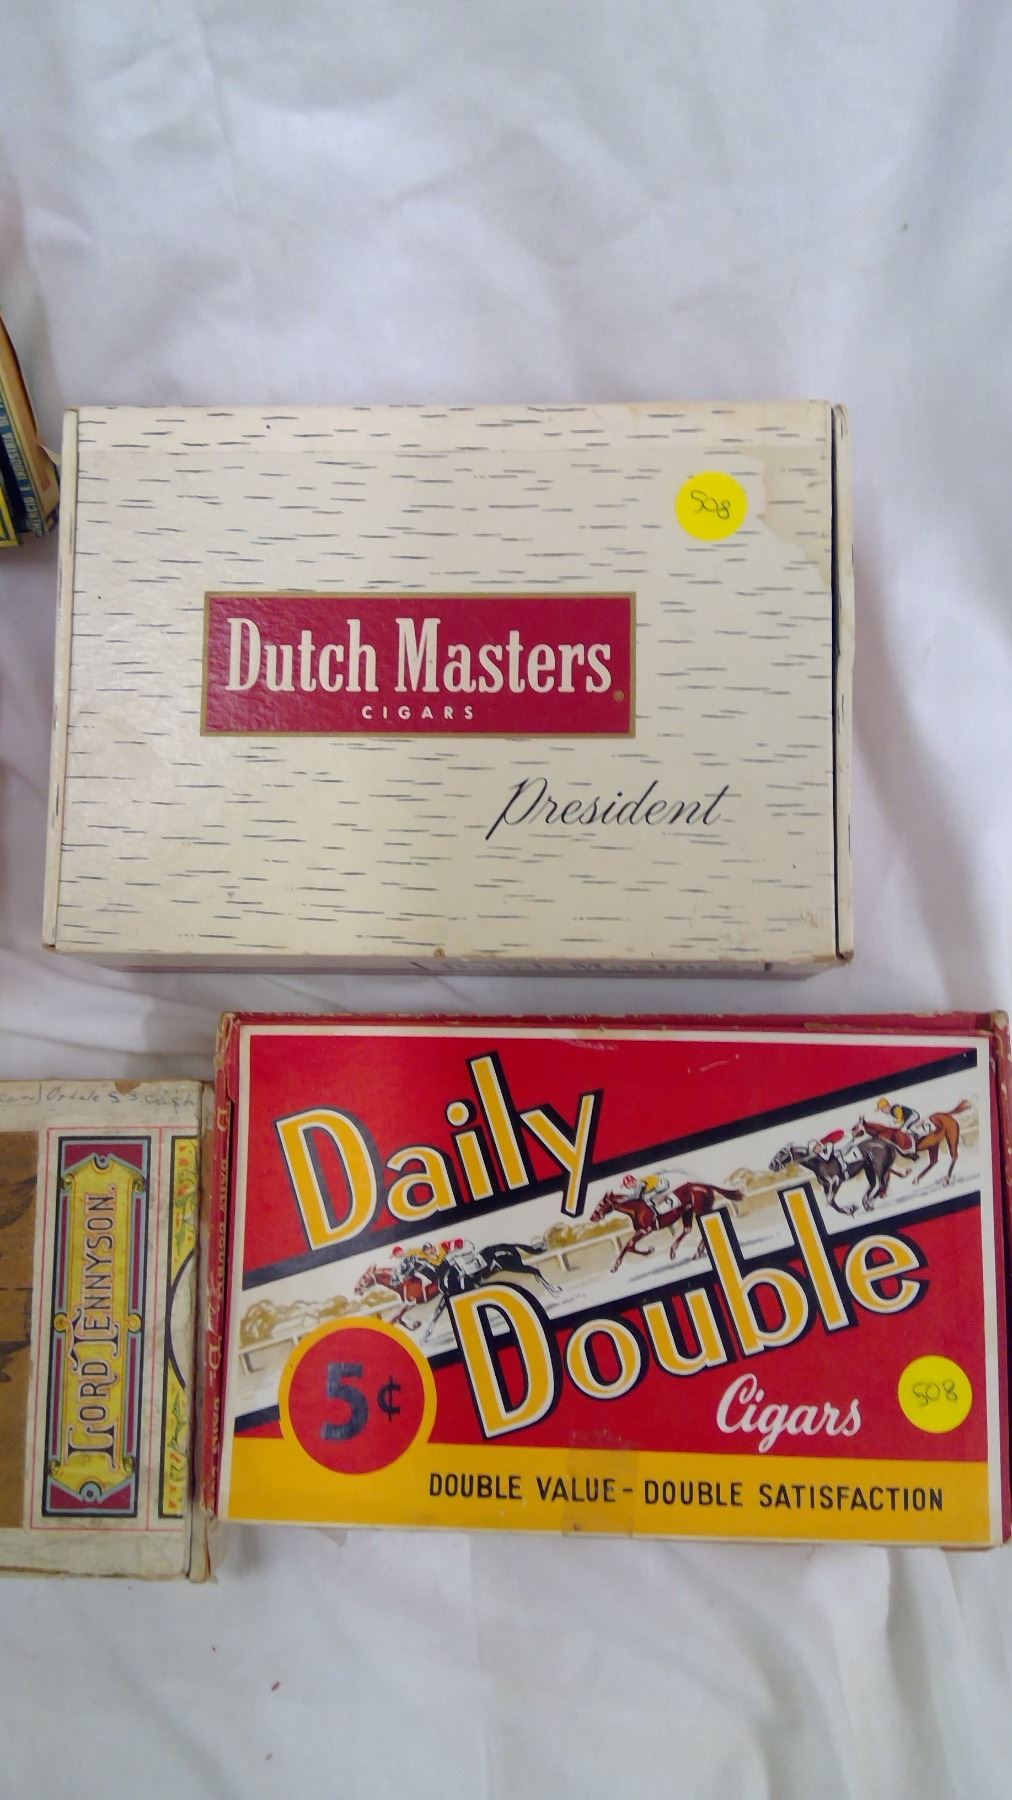 508
Dutch Masters
CIGARS
President
LORD TENNYSON.
Daily
Double
5¢
Cigars
508
DOUBLE VALUE - DOUBLE SATISFACTION